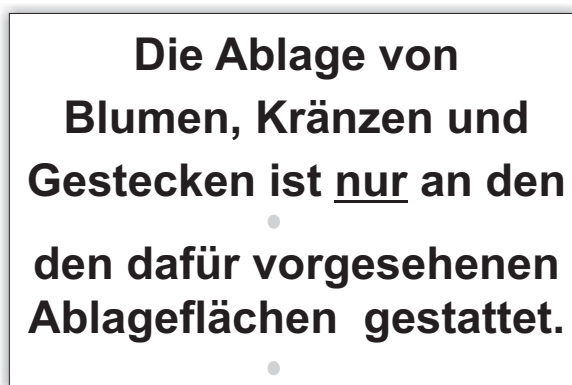 Die Ablage von
Blumen, Kränzen und
Gestecken ist nur an den
den dafür vorgesehenen
Ablageflächen  gestattet.